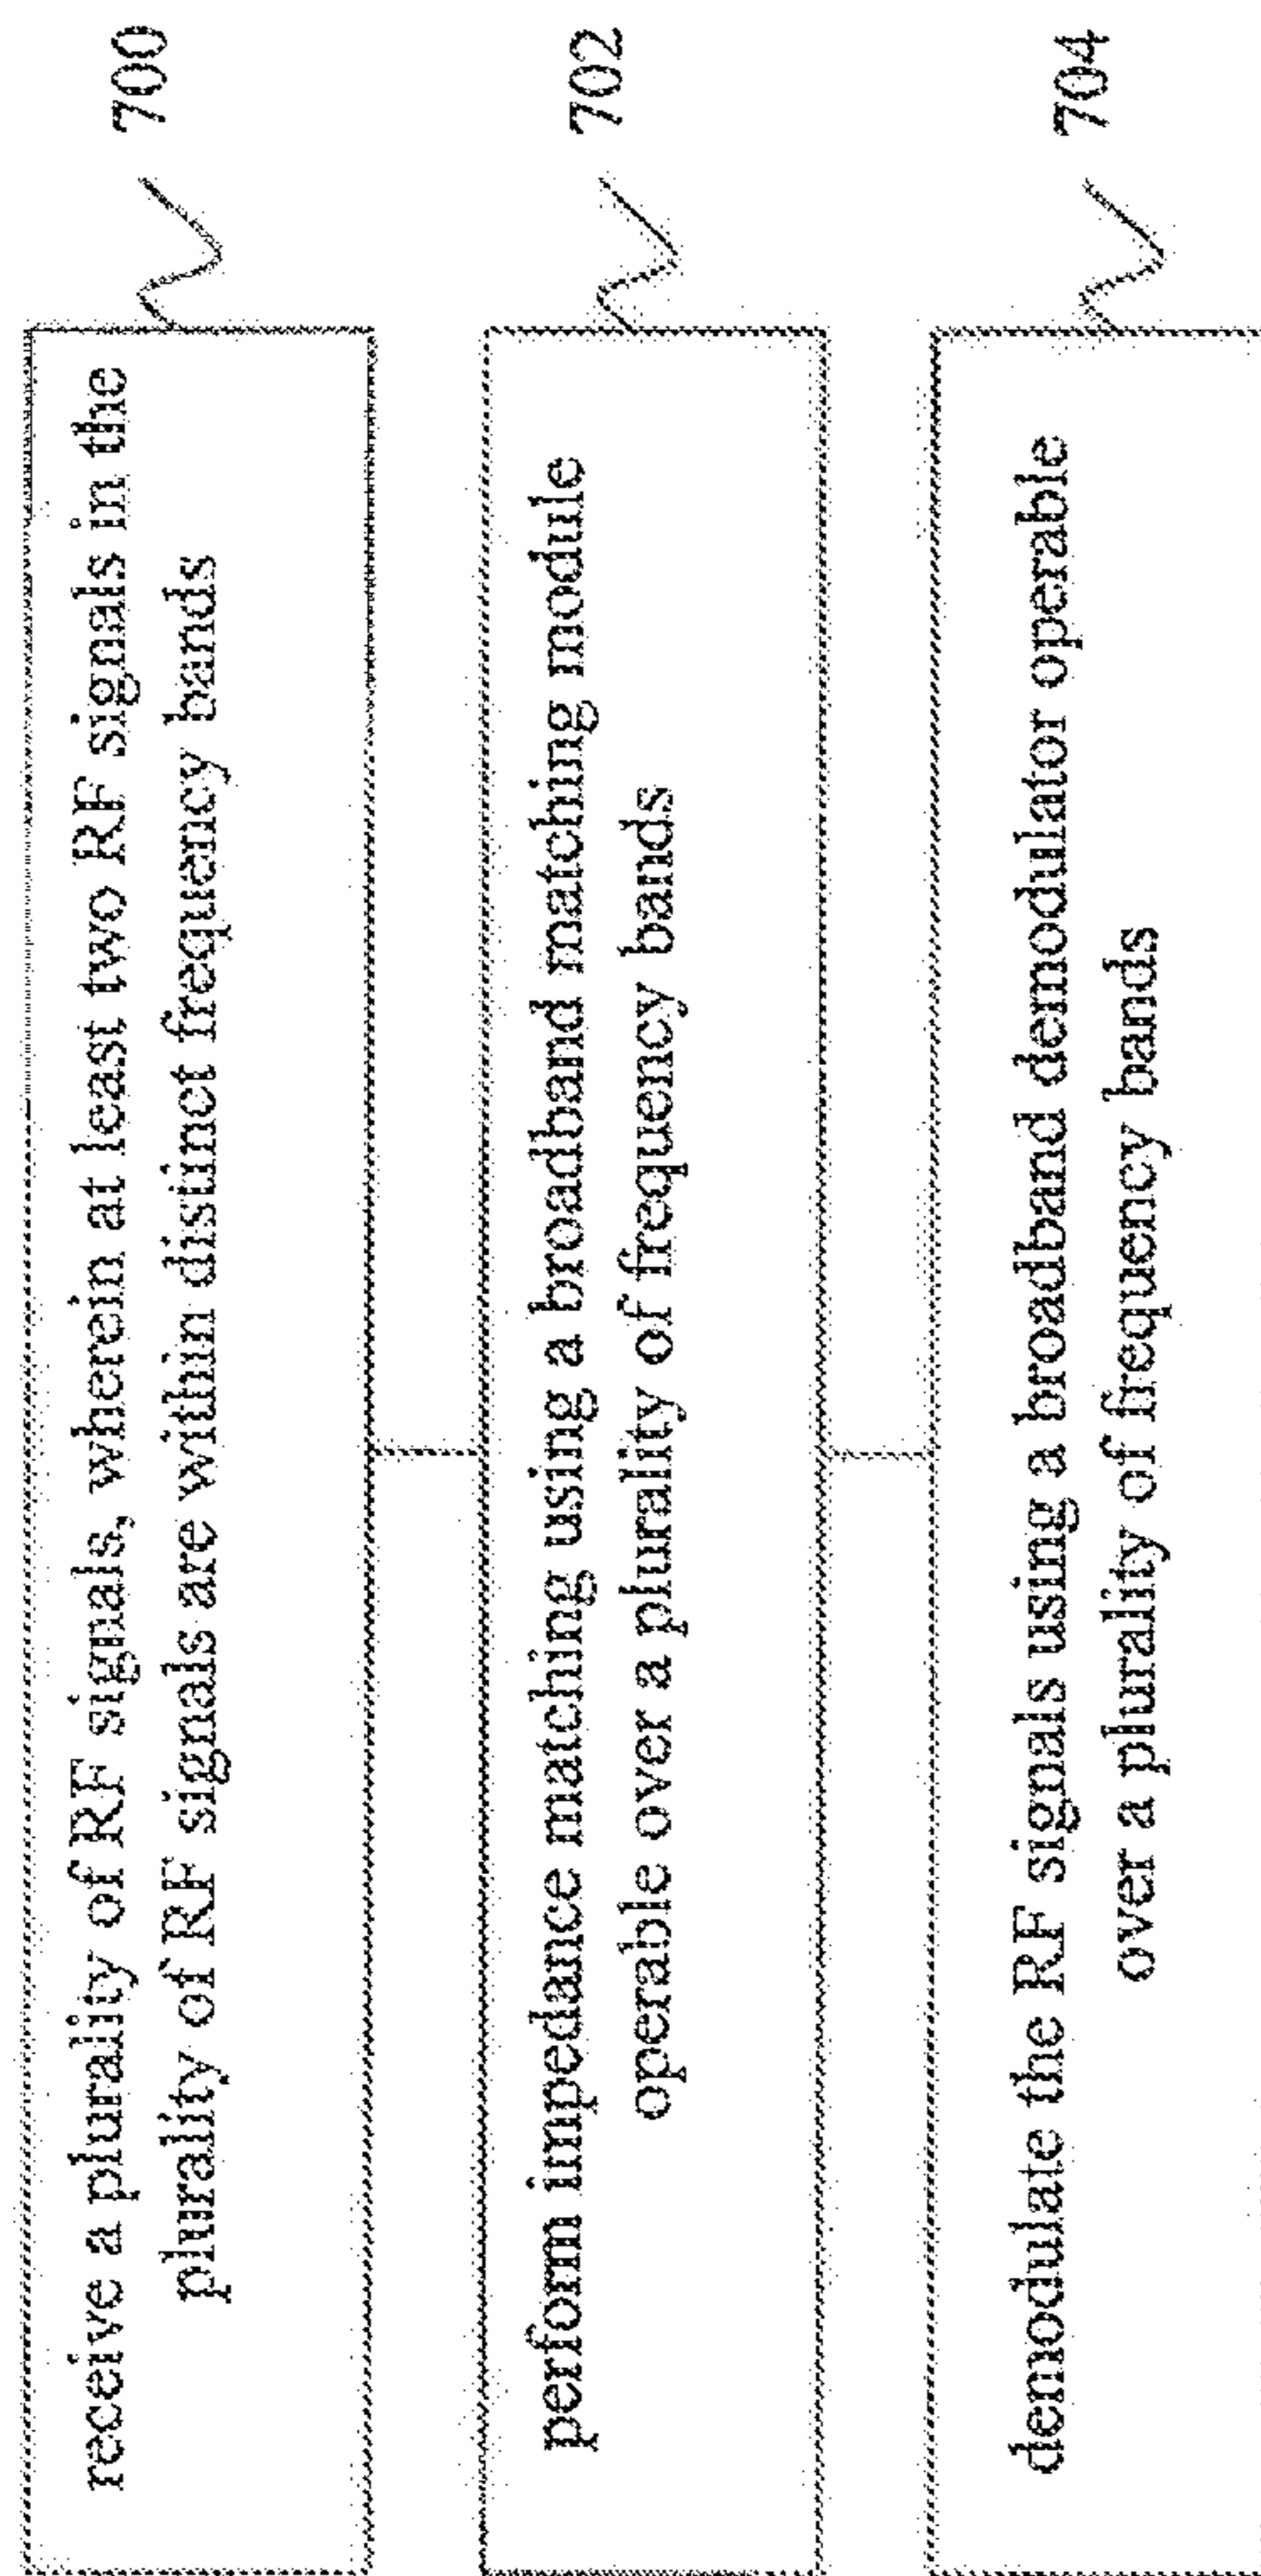 receive a plurality of RF signals, wherein at least two RF signals in the
plurality of RF signals are within distinct frequency bands
700
perform impedance matching using a broadband matching module
operable over a plurality of frequency bands
702
demodulate the RF signals using a broadband demodulator operable
over a plurality of frequency bands
704